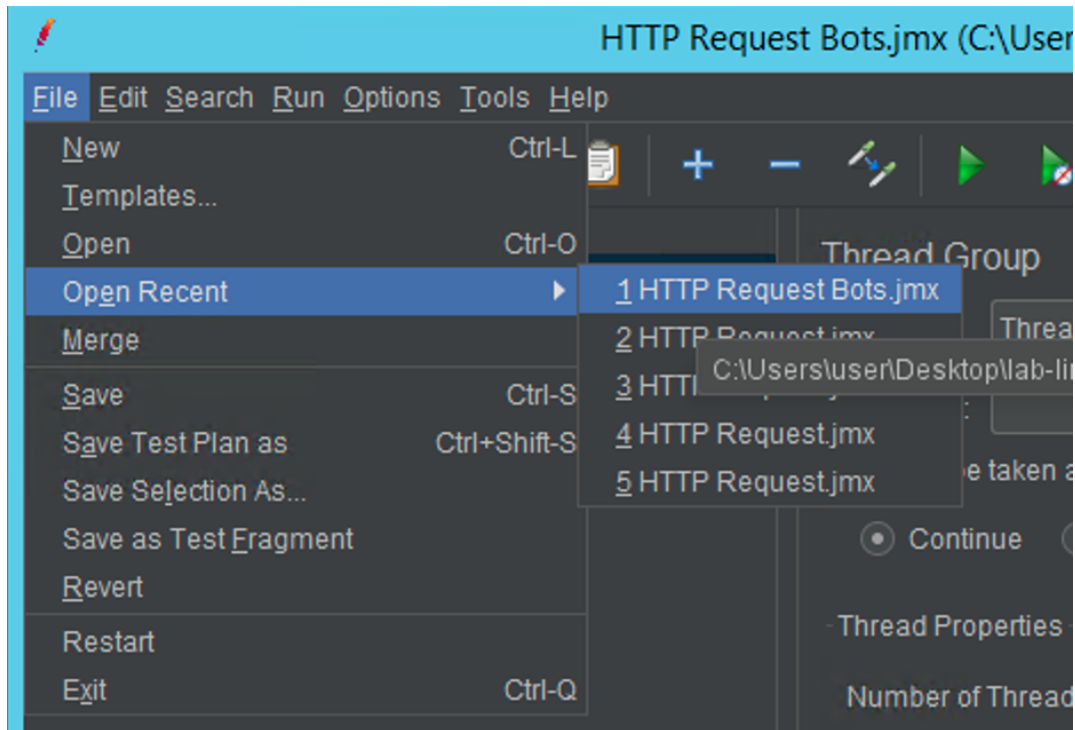 HTTP Request Bots.jmx (C:\User
File Edit Search Run Options Tools Help
New Ctrl-L
Templates...
Open Ctrl-O
Open Recent
Merge
Save Ctrl-S
Save Test Plan as Ctrl+Shift-S
Save Selection As...
Save as Test Fragment
Revert
Restart
Exit Ctrl-Q
1 HTTP Request Bots.jmx
2 HTTP Request.jmx
3 HTT
4 HTTP Request.jmx
5 HTTP Request.jmx
C:\Users\user\Desktop\lab-li
Thread Group
Threa
:
e taken a
Continue
Thread Properties
Number of Thread